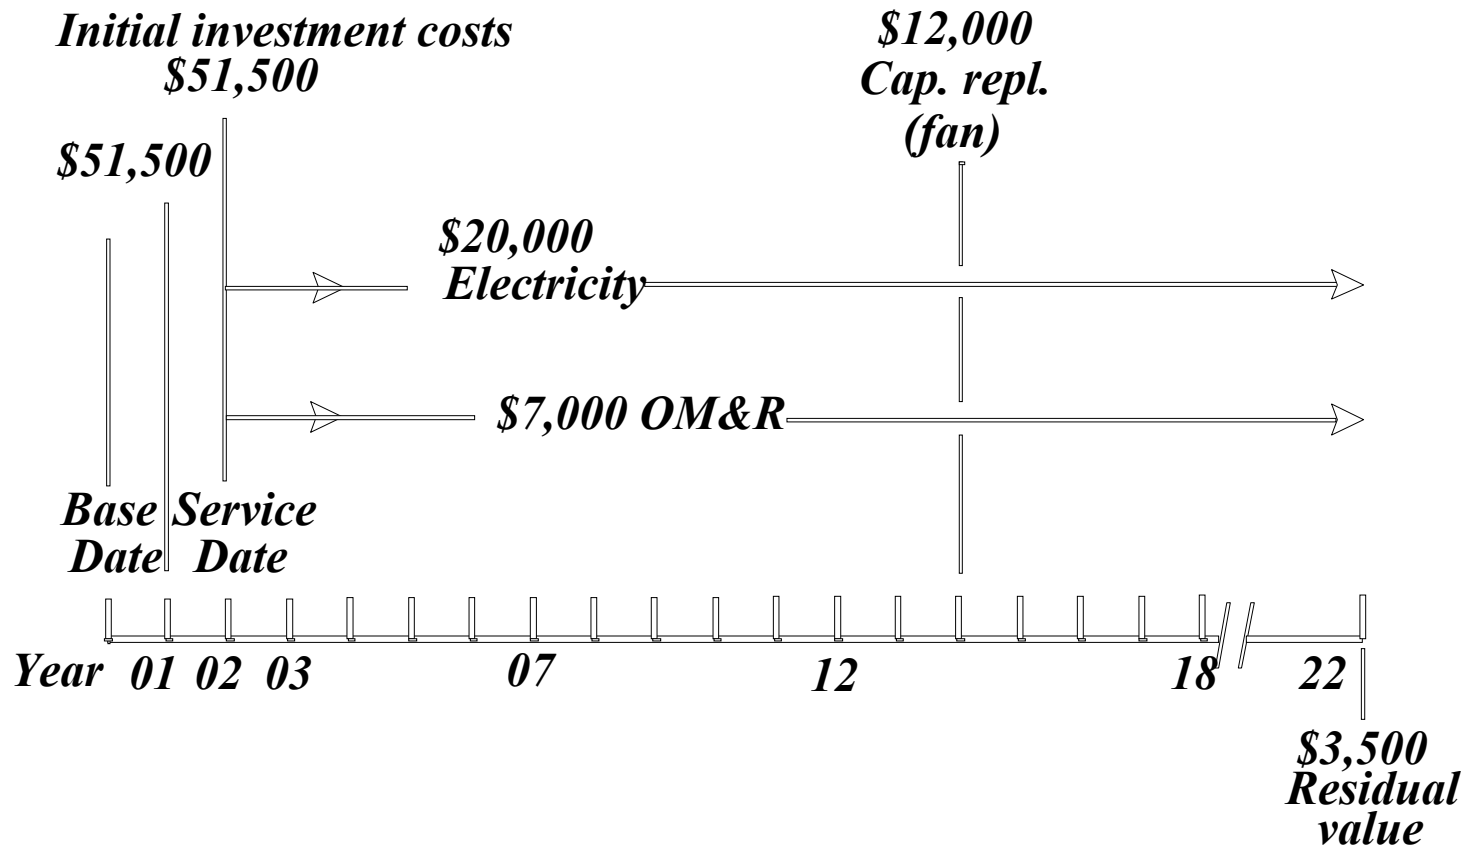 Initial investment costs
$51,500
$51,500
$12,000
Cap. repl.
(fan)
$20,000
Electricity
$7,000 OM&R
Base
Date
Service
Date
Year 01 02 03 07 12 18 22
$3,500
Residual
value